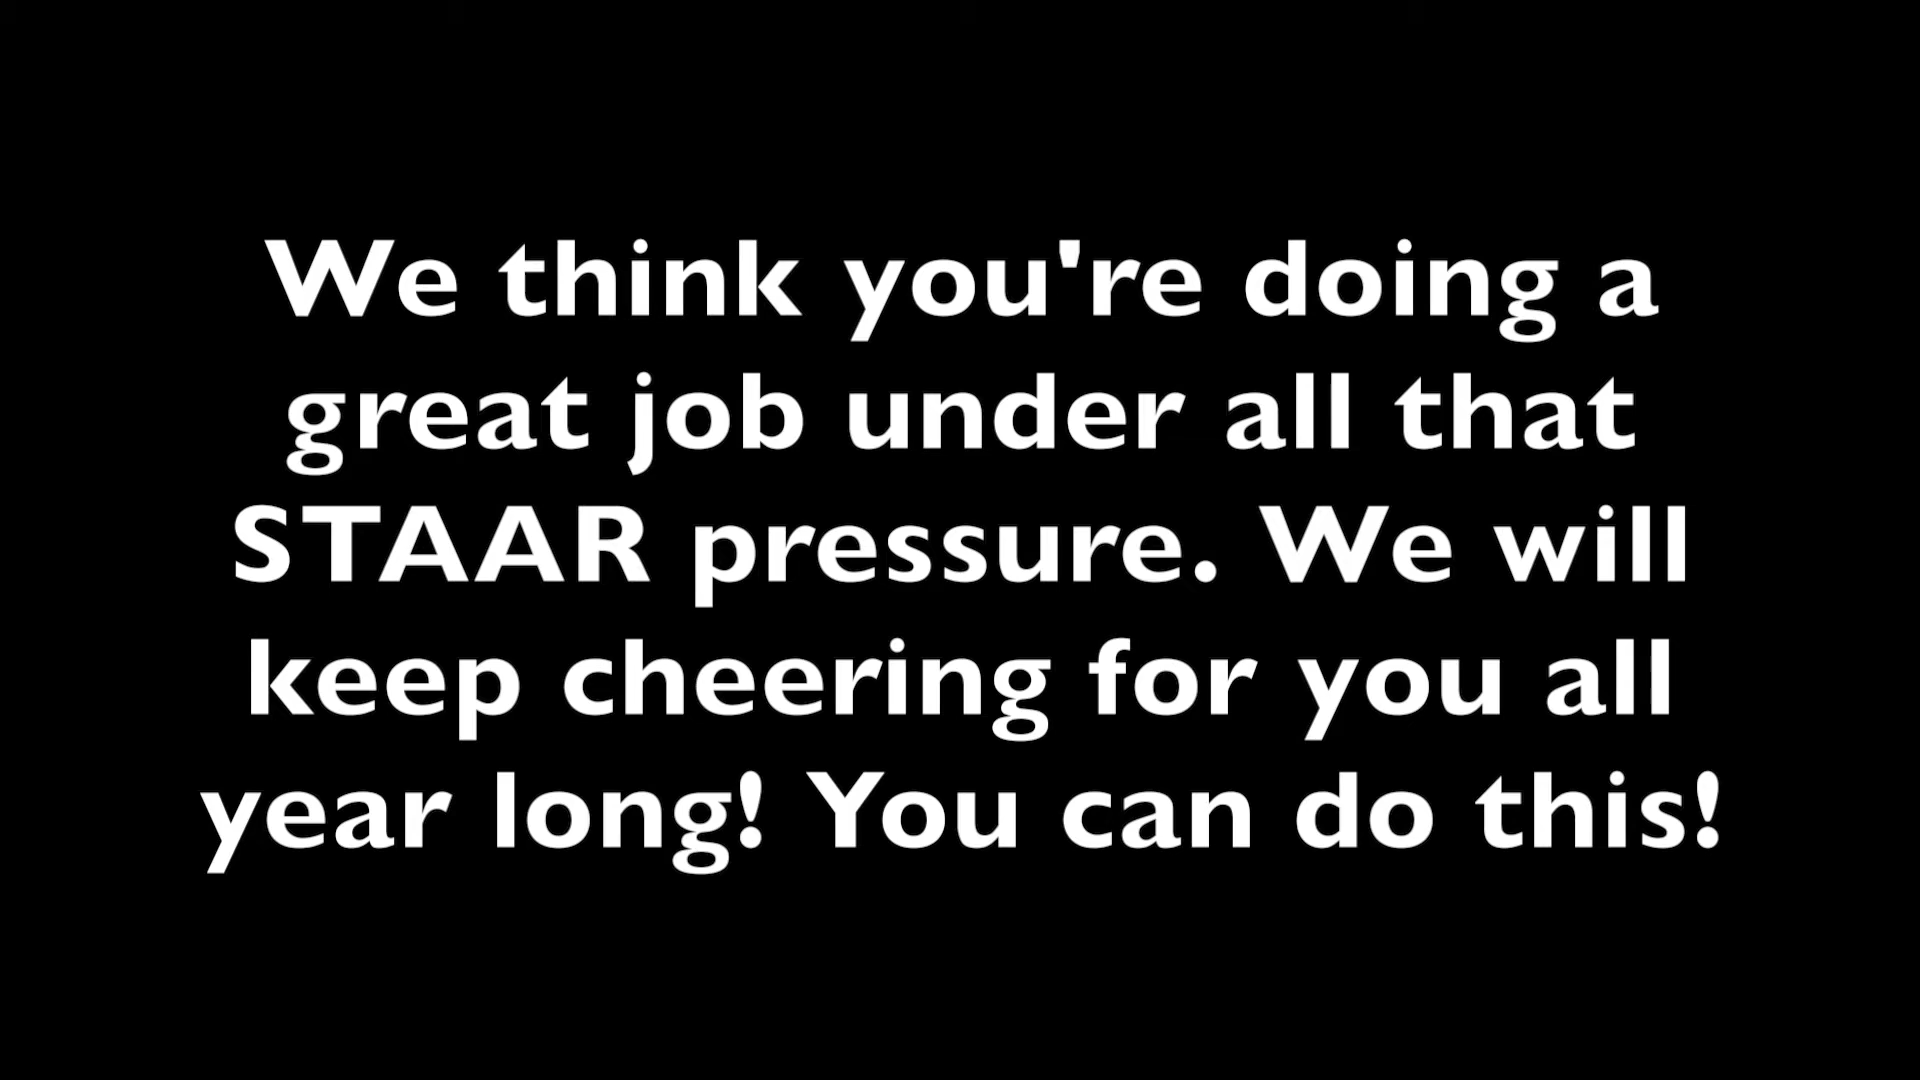 We think you're doing a
great job under all that
STAAR pressure. We will
keep cheering for you all
year long! You can do this!